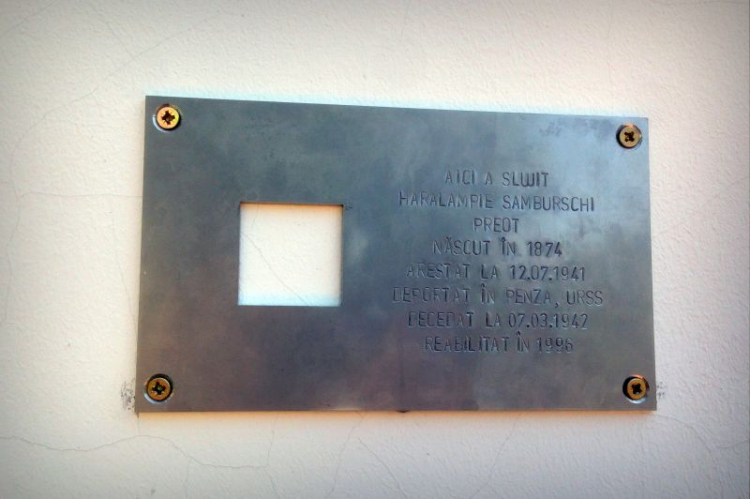 AICI A SLUJIT
HARALAMPIE SAMBURSCHI
PREOT
NĂSCUT ÎN 1874
ARESTAT LA 12.07.1941
DEPORTAT ÎN PENZA, URSS
DECEDAT LA 07.03.1942
REABILITAT ÎN 1996